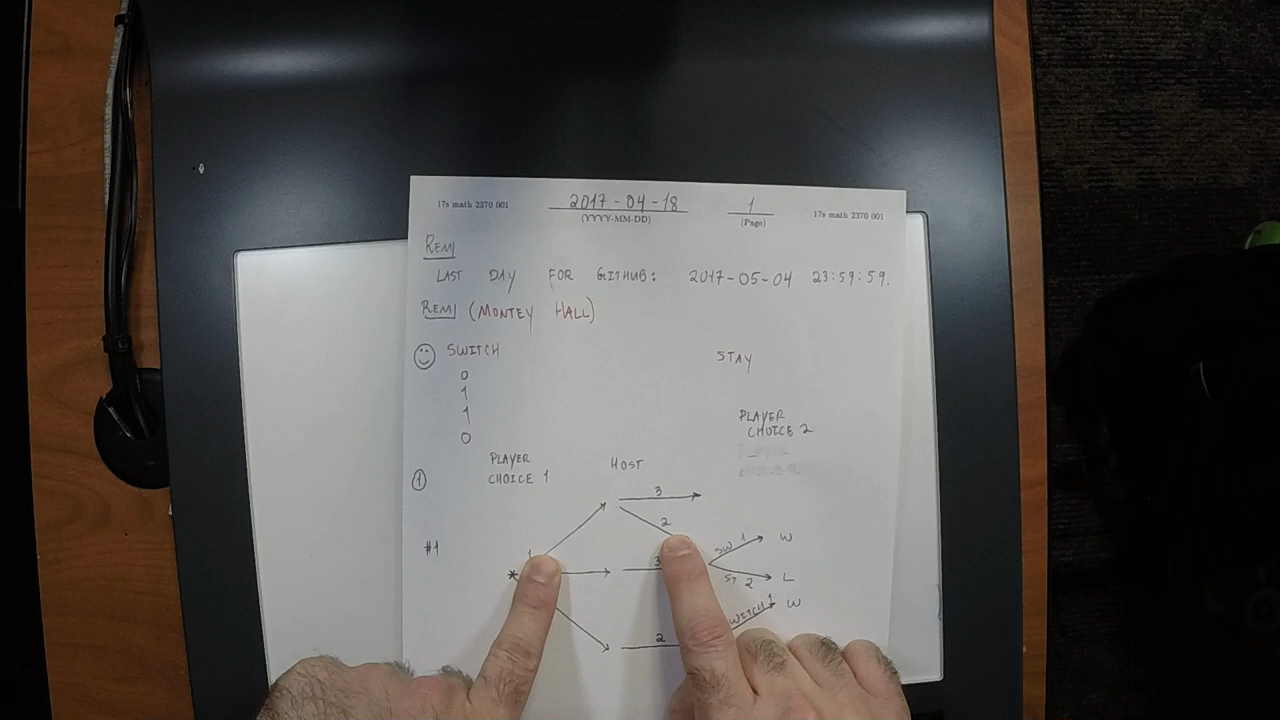 17s math 2370 001 2017-04-18 1 17s math 2370 001
(YYYY-MM-DD) (Page)
REMJ
LAST DAY FOR GITHUB: 2017-05-04 23:59:59.
REMJ (MONTEY HALL)
SWITCH STAY
0
1
1
0
PLAYER
CHOICE 2
PLAYER
CHOICE 1
HOST
1
3
2
#1
1
*
3
SW 1 W
ST 2 L
SWITCH 1 W
2